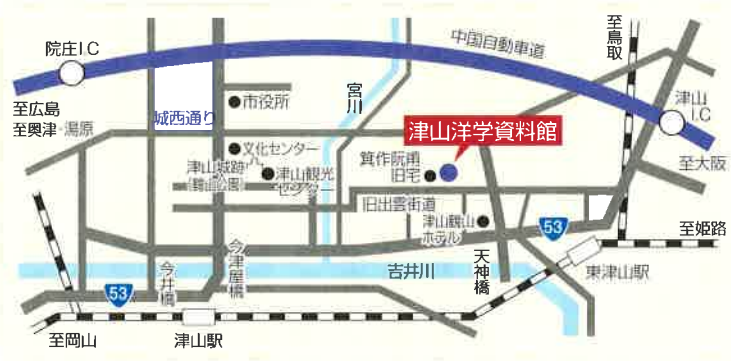 院庄I.C
中国自動車道
至鳥取
至広島
至奥津・湯原
城西通り
市役所
宮川
津山
I.C
津山洋学資料館
文化センター
津山城跡
(鶴山公園)
津山観光
センター
箕作阮甫
旧宅
至大阪
旧出雲街道
津山観山
ホテル
53
至姫路
今井橋
今津屋橋
吉井川
天神橋
東津山駅
53
至岡山
津山駅